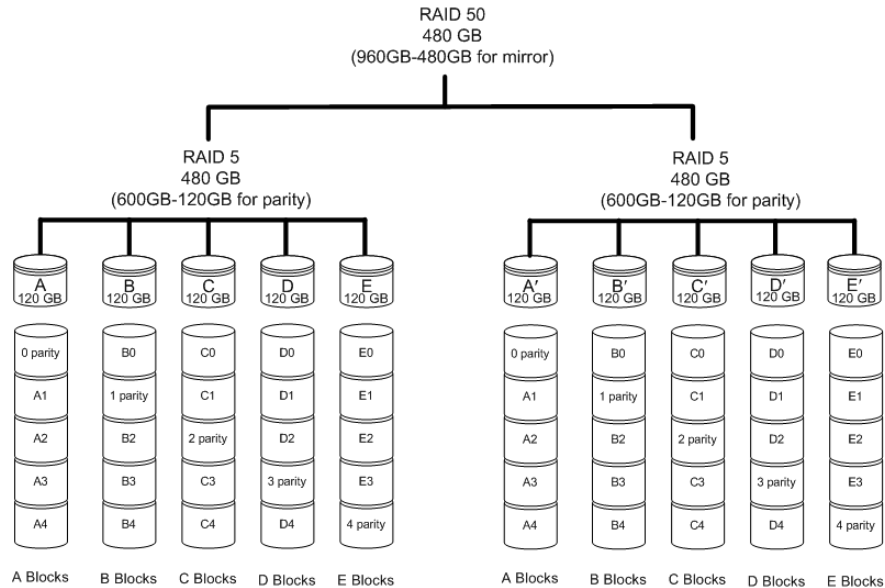 RAID 50
480 GB
(960GB-480GB for mirror)
RAID 5
480 GB
(600GB-120GB for parity)
RAID 5
480 GB
(600GB-120GB for parity)
A B C D E
120 GB 120 GB 120 GB 120 GB 120 GB
A′ B′ C′ D′ E′
120 GB 120 GB 120 GB 120 GB 120 GB
0 parity B0 C0 D0 E0
A1 1 parity C1 D1 E1
A2 B2 2 parity D2 E2
A3 B3 C3 3 parity E3
A4 B4 C4 D4 4 parity
A Blocks B Blocks C Blocks D Blocks E Blocks
0 parity B0 C0 D0 E0
A1 1 parity C1 D1 E1
A2 B2 2 parity D2 E2
A3 B3 C3 3 parity E3
A4 B4 C4 D4 4 parity
A Blocks B Blocks C Blocks D Blocks E Blocks